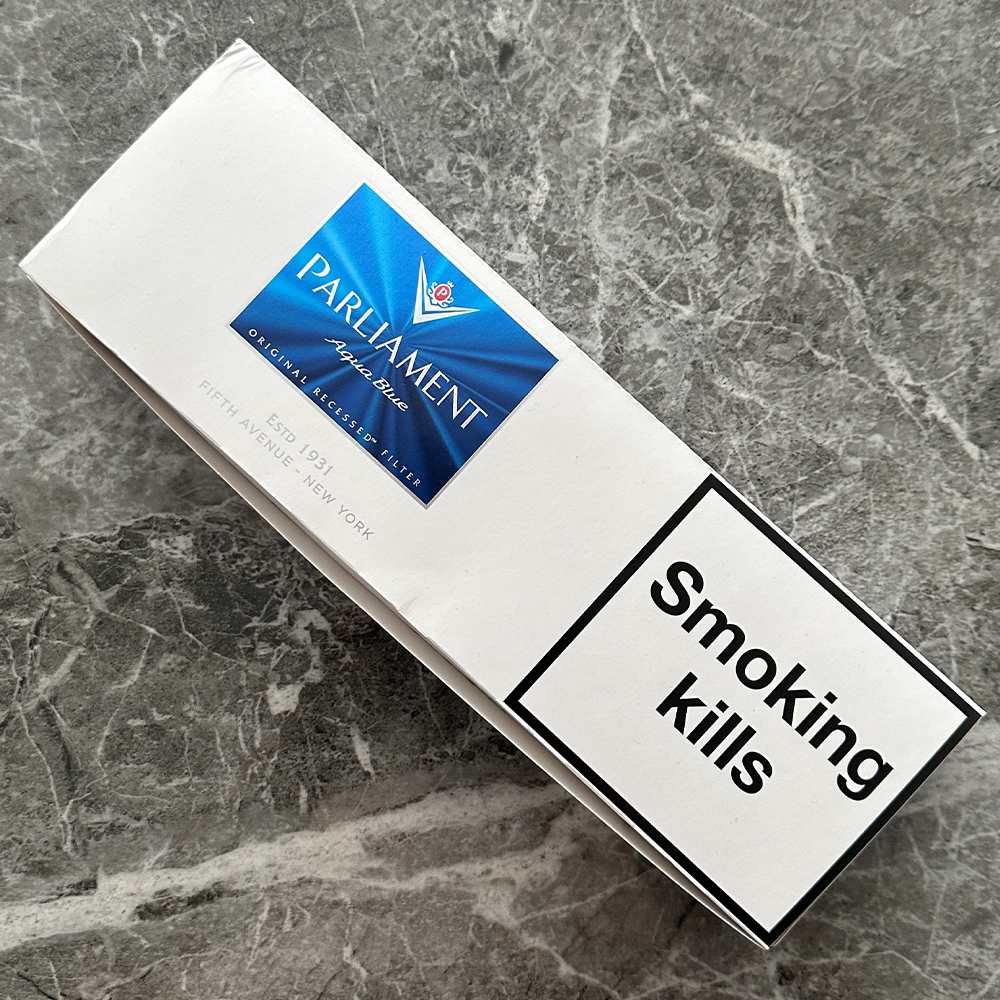 P
PARLIAMENT
Aqua Blue
ORIGINAL RECESSED™ FILTER
ESTD 1931
FIFTH AVENUE - NEW YORK
Smoking
kills